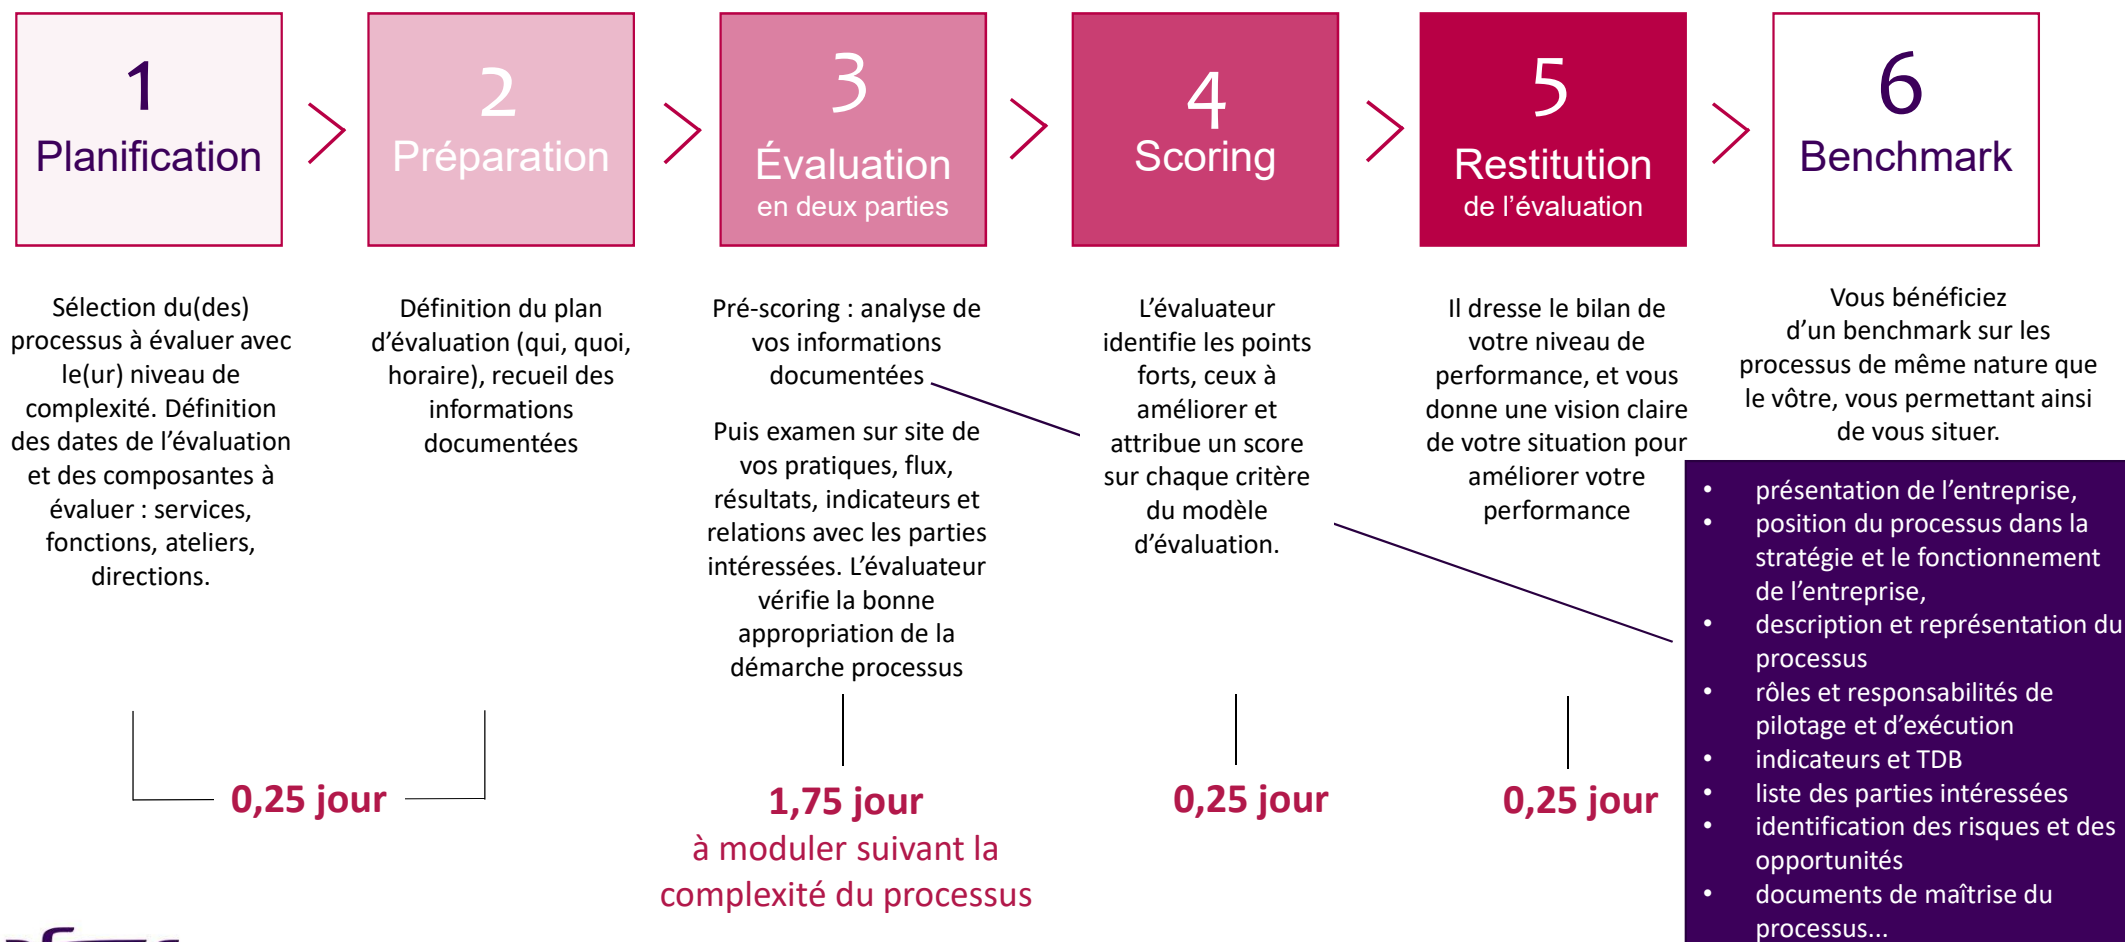 1
Planification
2
Préparation
3
Évaluation
en deux parties
4
Scoring
5
Restitution
de l'évaluation
6
Benchmark
Sélection du(des)
processus à évaluer avec
le(ur) niveau de
complexité. Définition
des dates de l'évaluation
et des composantes à
évaluer : services,
fonctions, ateliers,
directions.
Définition du plan
d'évaluation (qui, quoi,
horaire), recueil des
informations
documentées
Pré-scoring : analyse de
vos informations
documentées
Puis examen sur site de
vos pratiques, flux,
résultats, indicateurs et
relations avec les parties
intéressées. L'évaluateur
vérifie la bonne
appropriation de la
démarche processus
L'évaluateur
identifie les points
forts, ceux à
améliorer et
attribue un score
sur chaque critère
du modèle
d'évaluation.
Il dresse le bilan de
votre niveau de
performance, et vous
donne une vision claire
de votre situation pour
améliorer votre
performance
Vous bénéficiez
d'un benchmark sur les
processus de même nature que
le vôtre, vous permettant ainsi
de vous situer.
• présentation de l'entreprise,
• position du processus dans la
stratégie et le fonctionnement
de l'entreprise,
• description et représentation du
processus
• rôles et responsabilités de
pilotage et d'exécution
• indicateurs et TDB
• liste des parties intéressées
• identification des risques et des
opportunités
• documents de maîtrise du
processus...
0,25 jour
1,75 jour
à moduler suivant la
complexité du processus
0,25 jour
0,25 jour